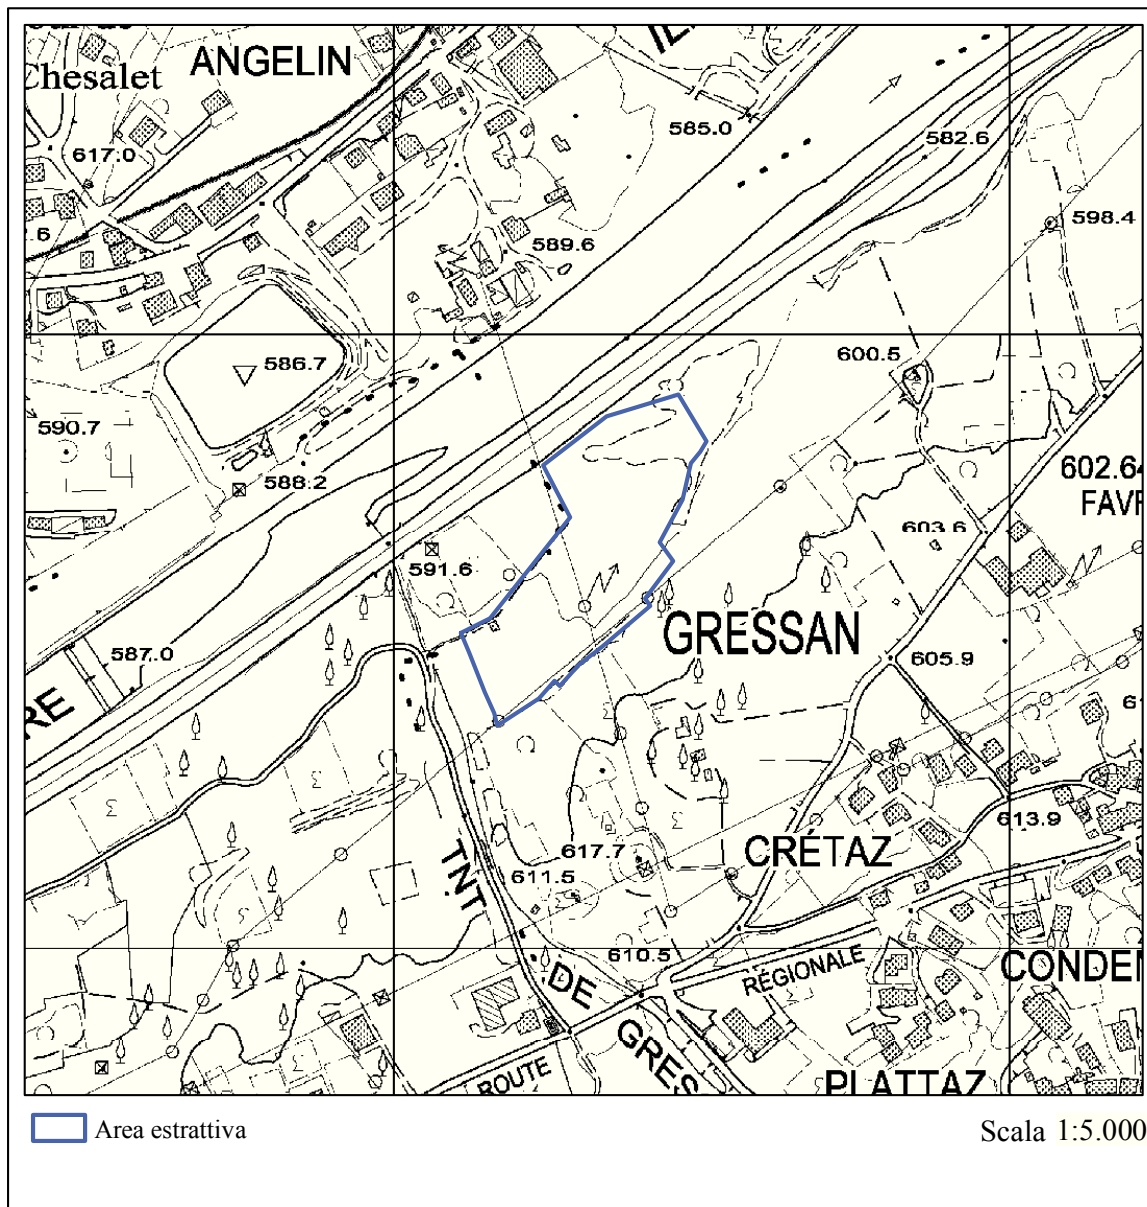 Chesalet
ANGELIN
585.0
582.6
617.0
598.4
589.6
586.7
600.5
590.7
588.2
602.6
FAV
603.6
591.6
GRESSAN
605.9
587.0
RE
613.9
CRÉTAZ
617.7
611.5
TNT
610.5
RÉGIONALE
CONDEM
DE
GRES
ROUTE
PLATTAZ
Area estrattiva
Scala 1:5.000